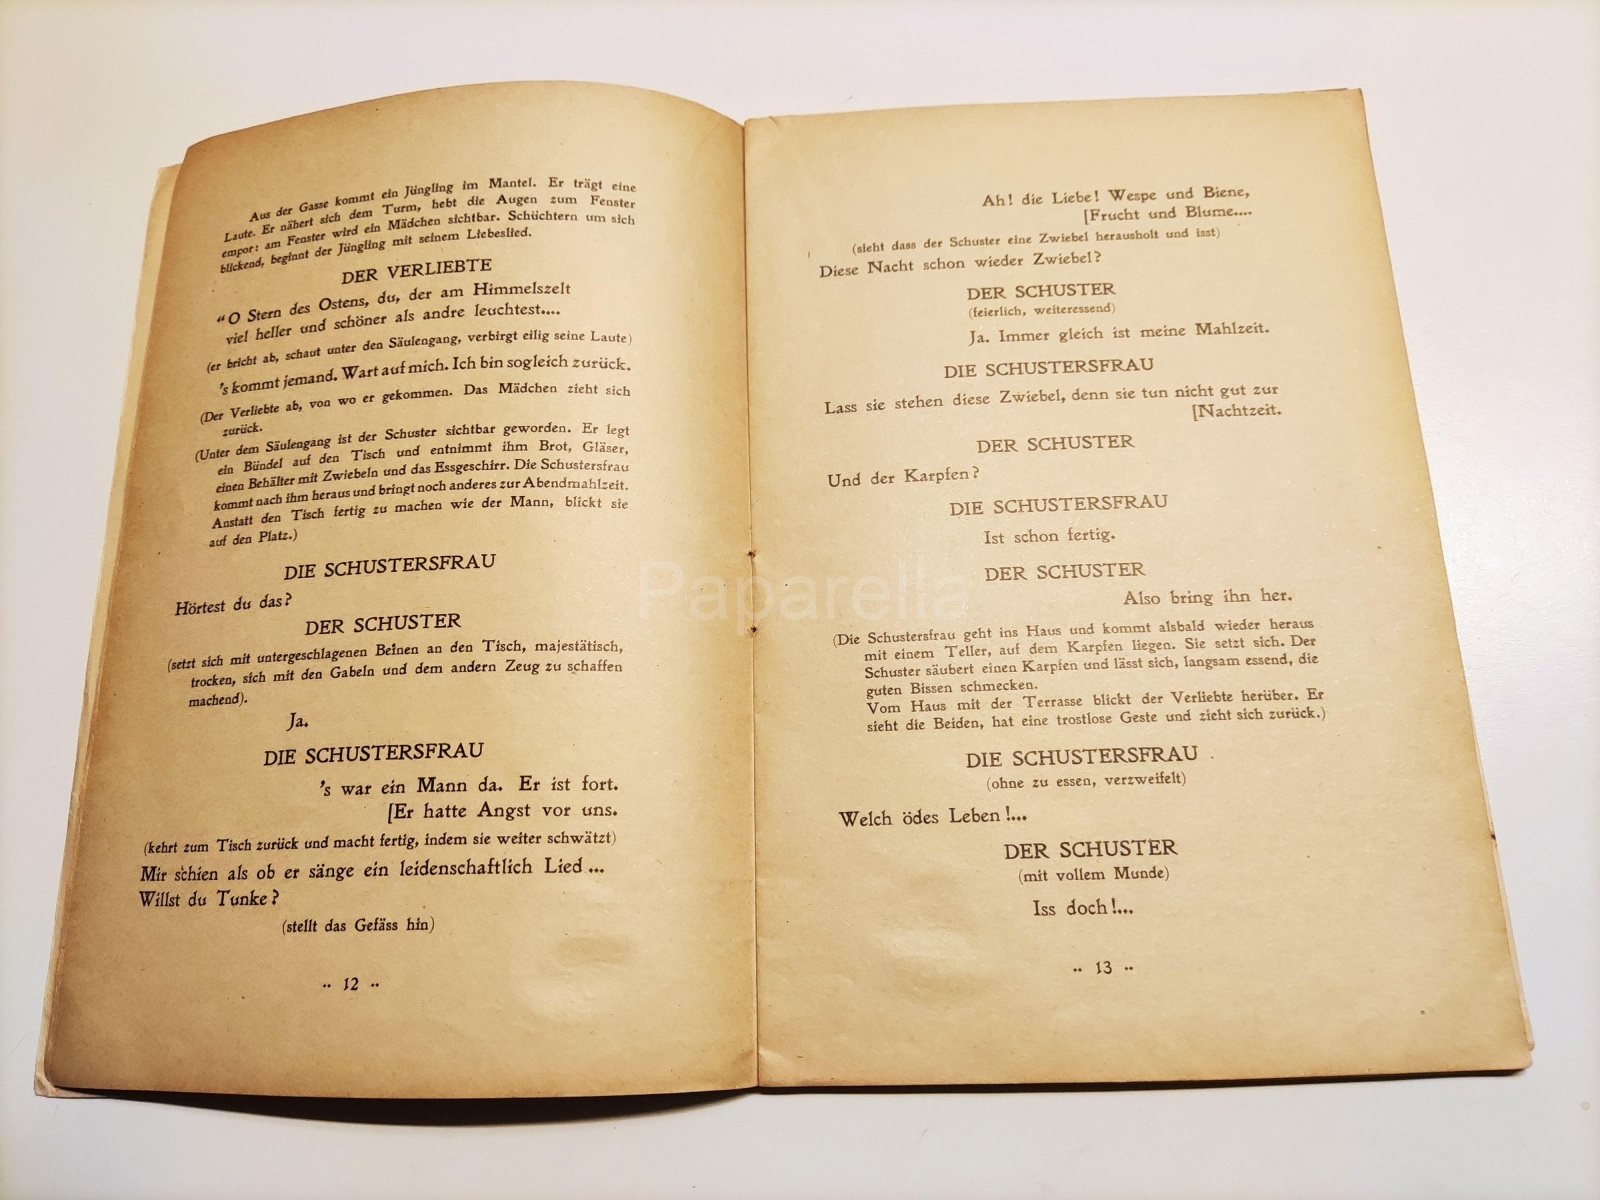 Aus der Gasse kommt ein Jüngling im Mantel. Er trägt eine
Laute. Er nähert sich dem Turm, hebt die Augen zum Fenster
empor: am Fenster wird ein Mädchen sichtbar. Schüchtern um sich
blickend, beginnt der Jüngling mit seinem Liebeslied.
DER VERLIEBTE
“O Stern des Ostens, du, der am Himmelszelt
viel heller und schöner als andre leuchtest....
(er bricht ab, schaut unter den Säulengang, verbirgt eilig seine Laute)
's kommt jemand. Wart auf mich. Ich bin sogleich zurück.
(Der Verliebte ab, von wo er gekommen. Das Mädchen zieht sich
zurück.
(Unter dem Säulengang ist der Schuster sichtbar geworden. Er legt
ein Bündel auf den Tisch und entnimmt ihm Brot, Gläser,
einen Behälter mit Zwiebeln und das Essgeschirr. Die Schustersfrau
kommt nach ihm heraus und bringt noch anderes zur Abendmahlzeit.
Anstatt den Tisch fertig zu machen wie der Mann, blickt sie
auf den Platz.)
DIE SCHUSTERSFRAU
Hörtest du das?
DER SCHUSTER
(setzt sich mit untergeschlagenen Beinen an den Tisch, majestätisch,
trocken, sich mit den Gabeln und dem andern Zeug zu schaffen
machend).
Ja.
DIE SCHUSTERSFRAU
's war ein Mann da. Er ist fort.
[Er hatte Angst vor uns.
(kehrt zum Tisch zurück und macht fertig, indem sie weiter schwätzt)
Mir schien als ob er sänge ein leidenschaftlich Lied...
Willst du Tunke?
(stellt das Gefäss hin)
·· 12 ··
Ah! die Liebe! Wespe und Biene,
[Frucht und Blume....
(sieht dass der Schuster eine Zwiebel herausholt und isst)
Diese Nacht schon wieder Zwiebel?
DER SCHUSTER
(feierlich, weiteressend)
Ja. Immer gleich ist meine Mahlzeit.
DIE SCHUSTERSFRAU
Lass sie stehen diese Zwiebel, denn sie tun nicht gut zur
[Nachtzeit.
DER SCHUSTER
Und der Karpfen?
DIE SCHUSTERSFRAU
Ist schon fertig.
DER SCHUSTER
Also bring ihn her.
(Die Schustersfrau geht ins Haus und kommt alsbald wieder heraus
mit einem Teller, auf dem Karpfen liegen. Sie setzt sich. Der
Schuster säubert einen Karpfen und lässt sich, langsam essend, die
guten Bissen schmecken.
Vom Haus mit der Terrasse blickt der Verliebte herüber. Er
sieht die Beiden, hat eine trostlose Geste und zieht sich zurück.)
DIE SCHUSTERSFRAU
(ohne zu essen, verzweifelt)
Welch ödes Leben!...
DER SCHUSTER
(mit vollem Munde)
Iss doch!...
·· 13 ··
Paparella